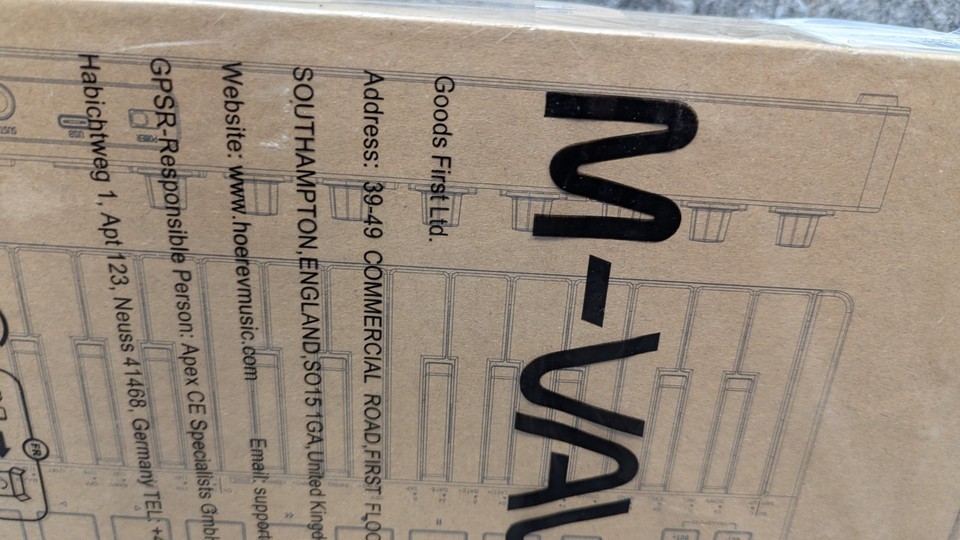 M-VAV
Goods First Ltd.
Address: 39-49 COMMERCIAL ROAD,FIRST FLOO
SOUTHAMPTON,ENGLAND,SO15 1GA,United Kingd
Website: www.hoerevmusic.com Email: support
GPSR-Responsible Person: Apex CE Specialists GmbH
Habichtweg 1, Apt 123, Neuss 41468, Germany TEL: +4
FR